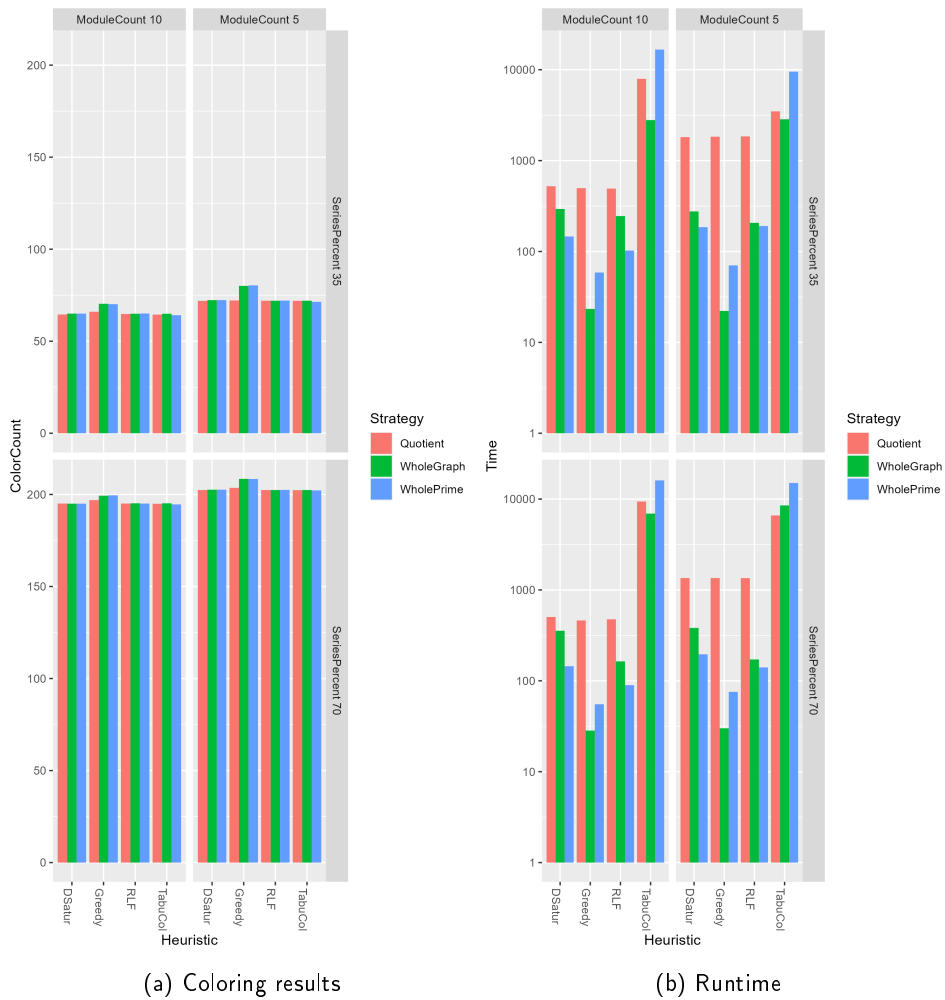 ModuleCount 10
ModuleCount 5
200
150
100
50
0
SeriesPercent 35
200
150
100
50
0
SeriesPercent 70
ColorCount
DSatur
Greedy
RLF
TabuCol
DSatur
Greedy
RLF
TabuCol
Heuristic
Strategy
Quotient
WholeGraph
WholePrime
(a) Coloring results
ModuleCount 10
ModuleCount 5
10000
1000
100
10
1
SeriesPercent 35
10000
1000
100
10
1
SeriesPercent 70
Time
DSatur
Greedy
RLF
TabuCol
DSatur
Greedy
RLF
TabuCol
Heuristic
Strategy
Quotient
WholeGraph
WholePrime
(b) Runtime